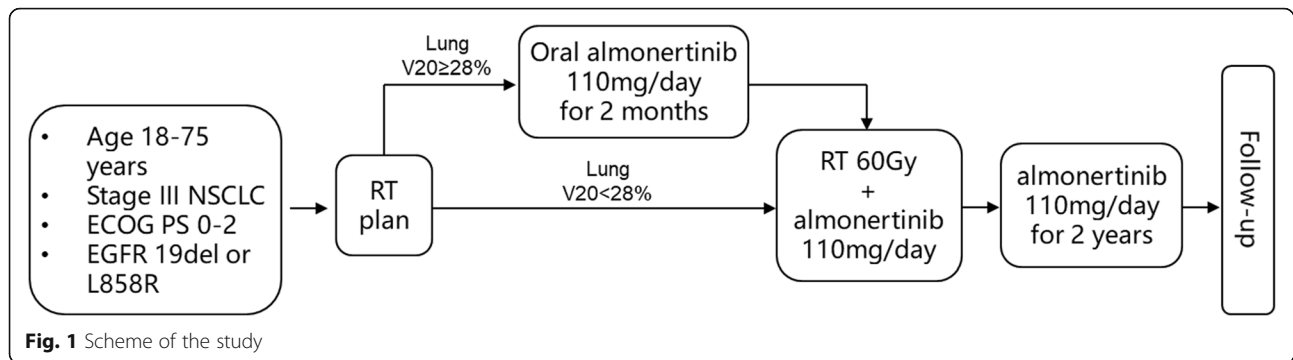 • Age 18-75
years
• Stage III NSCLC
• ECOG PS 0-2
• EGFR 19del or
L858R
RT
plan
Lung
V20≥28%
Oral almonertinib
110mg/day
for 2 months
Lung
V20<28%
RT 60Gy
+
almonertinib
110mg/day
almonertinib
110mg/day
for 2 years
Follow-up
Fig. 1 Scheme of the study